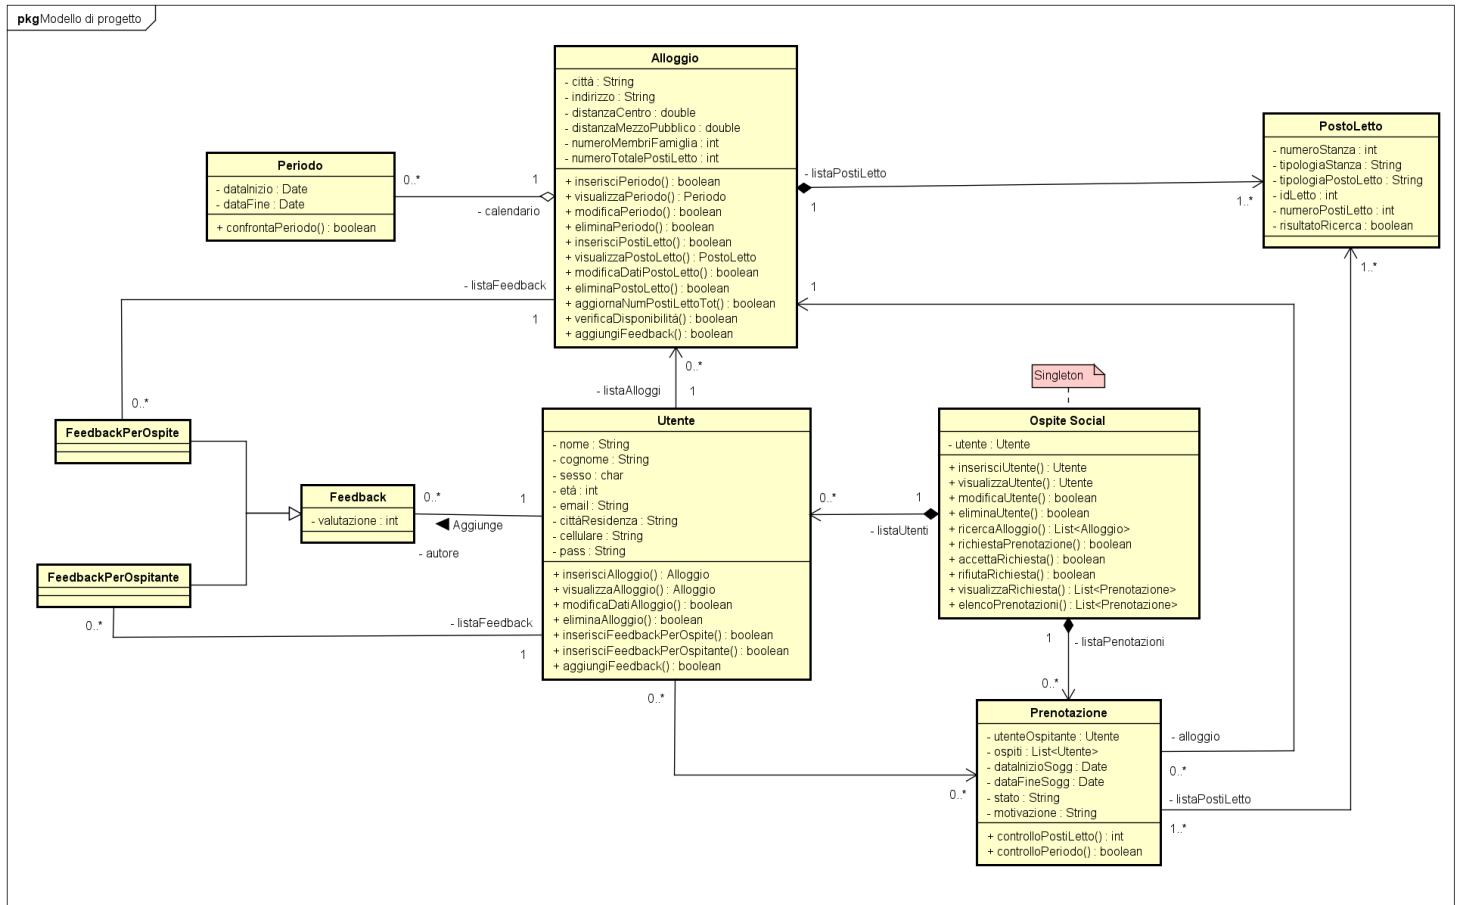 pkg Modello di progetto
Alloggio
- città : String
- indirizzo : String
- distanzaCentro : double
- distanzaMezzoPubblico : double
- numeroMembriFamiglia : int
- numeroTotalePostiLetto : int
+ inserisciPeriodo() : boolean
+ visualizzaPeriodo() : Periodo
+ modificaPeriodo() : boolean
+ eliminaPeriodo() : boolean
+ inserisciPostiLetto() : boolean
+ visualizzaPostoLetto() : PostoLetto
+ modificaDatiPostoLetto() : boolean
+ eliminaPostoLetto() : boolean
+ aggiornaNumPostiLettoTot() : boolean
+ verificaDisponibilità() : boolean
+ aggiungiFeedback() : boolean
Periodo
- dataInizio : Date
- dataFine : Date
+ confrontaPeriodo() : boolean
0..*
1
- calendario
- listaPostiLetto
1
1..*
PostoLetto
- numeroStanza : int
- tipologiaStanza : String
- tipologiaPostoLetto : String
- idLetto : int
- numeroPostiLetto : int
- risultatoRicerca : boolean
1..*
- listaFeedback
1
0..*
1
0..*
- listaAlloggi
1
Singleton
FeedbackPerOspite
Feedback
- valutazione : int
FeedbackPerOspitante
0..*
1
Aggiunge
- autore
0..*
- listaFeedback
1
Utente
- nome : String
- cognome : String
- sesso : char
- età : int
- email : String
- cittàResidenza : String
- cellulare : String
- pass : String
+ inserisciAlloggio() : Alloggio
+ visualizzaAlloggio() : Alloggio
+ modificaDatiAlloggio() : boolean
+ eliminaAlloggio() : boolean
+ inserisciFeedbackPerOspite() : boolean
+ inserisciFeedbackPerOspitante() : boolean
+ aggiungiFeedback() : boolean
0..*
1
- listaUtenti
Ospite Social
- utente : Utente
+ inserisciUtente() : Utente
+ visualizzaUtente() : Utente
+ modificaUtente() : boolean
+ eliminaUtente() : boolean
+ ricercaAlloggio() : List<Alloggio>
+ richiestaPrenotazione() : boolean
+ accettaRichiesta() : boolean
+ rifiutaRichiesta() : boolean
+ visualizzaRichiesta() : List<Prenotazione>
+ elencoPrenotazioni() : List<Prenotazione>
1
- listaPenotazioni
0..*
0..*
0..*
Prenotazione
- utenteOspitante : Utente
- ospiti : List<Utente>
- dataInizioSogg : Date
- dataFineSogg : Date
- stato : String
- motivazione : String
+ controlloPostiLetto() : int
+ controlloPeriodo() : boolean
- alloggio
0..*
- listaPostiLetto
1..*